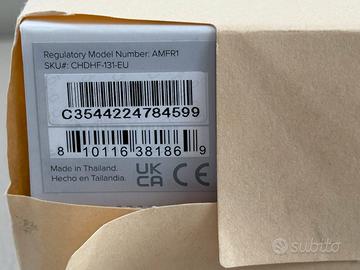 Regulatory Model Number: AMFR1
SKU#: CHDHF-131-EU
C3544224784599
8 10116 38186 9
Made in Thailand.
Hecho en Tailandia.
UK
CA
CE
subito